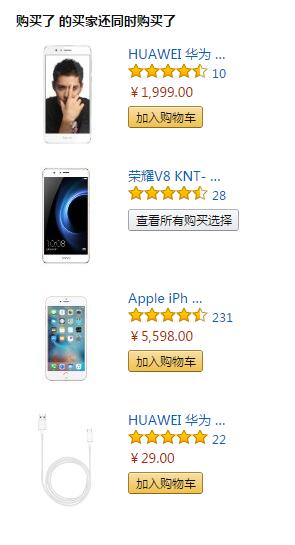 购买了 的买家还同时购买了
HUAWEI 华为 ...
10
￥1,999.00
加入购物车
荣耀V8 KNT- ...
28
查看所有购买选择
10:08
Apple iPh ...
231
￥5,598.00
加入购物车
HUAWEI 华为 ...
22
￥29.00
加入购物车